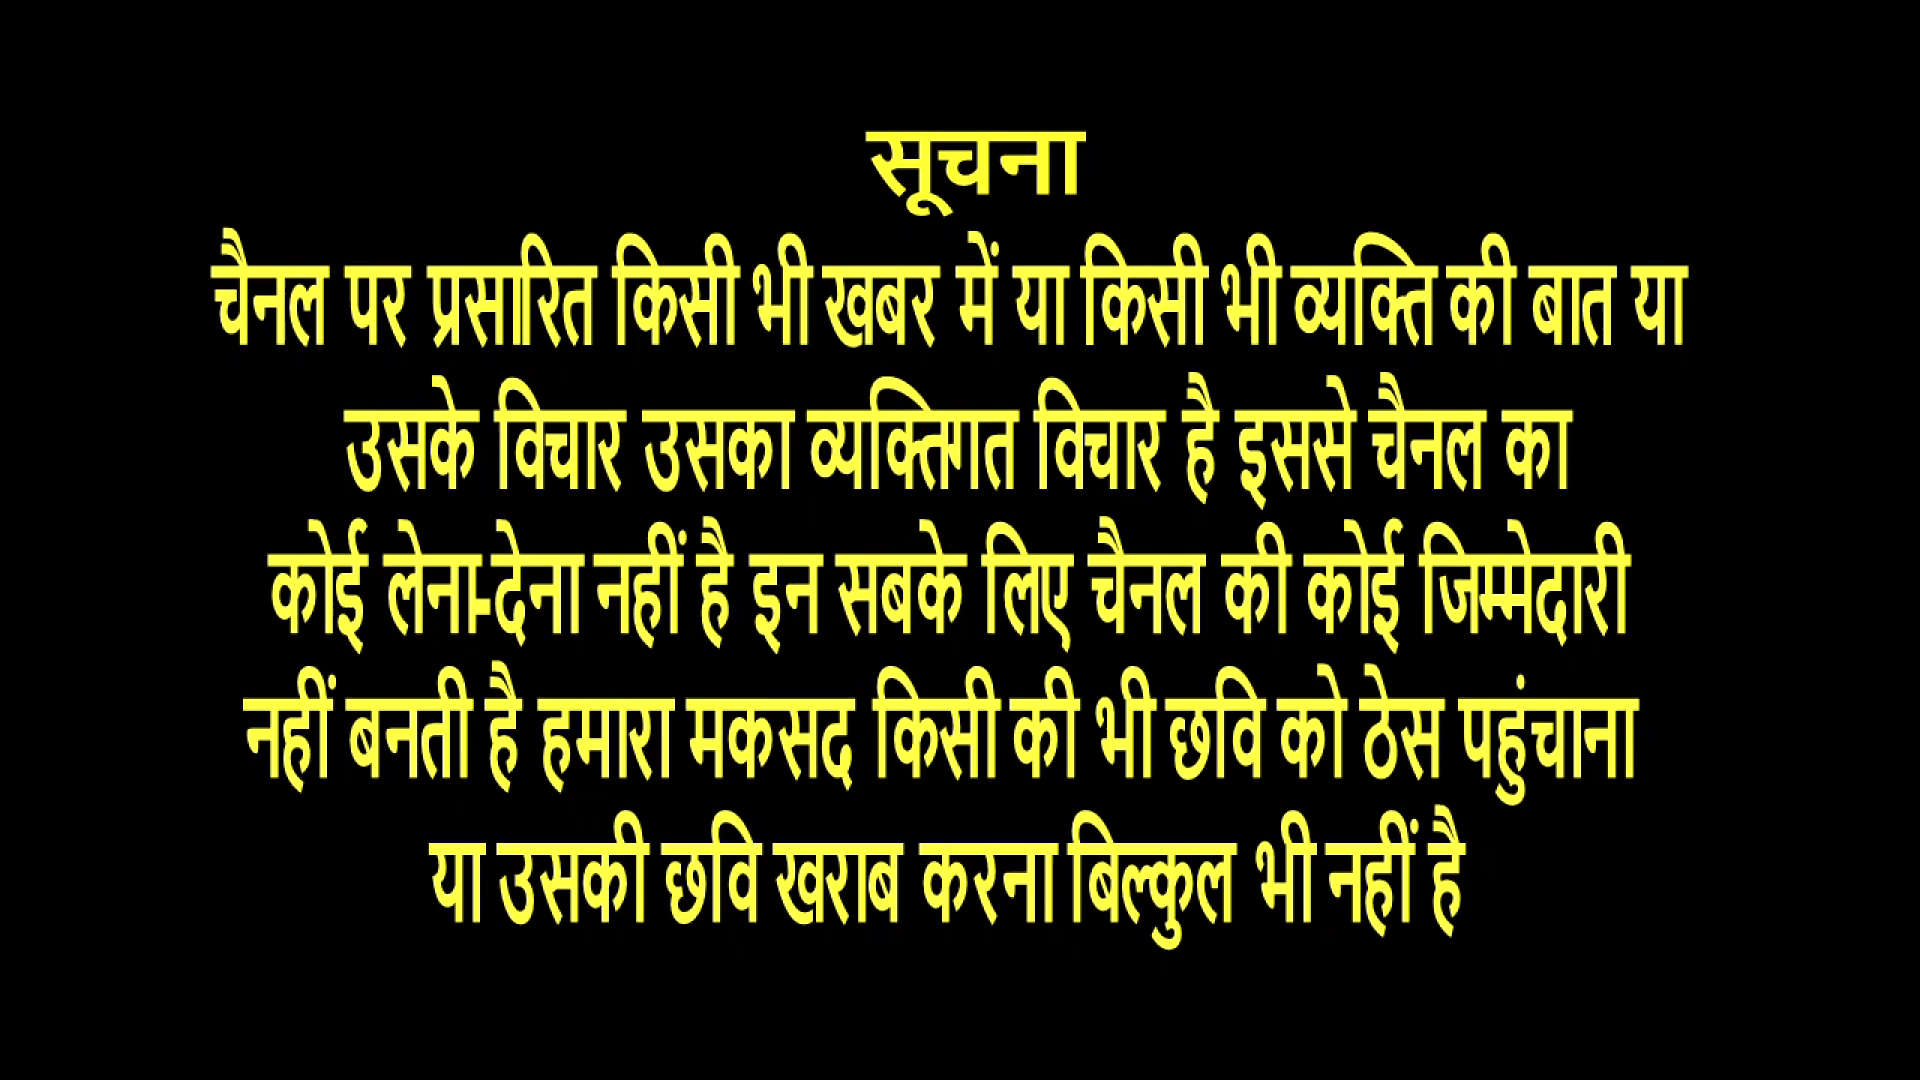 सूचना
चैनल पर प्रसारित किसी भी खबर में या किसी भी व्यक्ति की बात या
उसके विचार उसका व्यक्तिगत विचार है इससे चैनल का
कोई लेना-देना नहीं है इन सबके लिए चैनल की कोई जिम्मेदारी
नहीं बनती है हमारा मकसद किसी की भी छवि को ठेस पहुंचाना
या उसकी छवि खराब करना बिल्कुल भी नहीं है